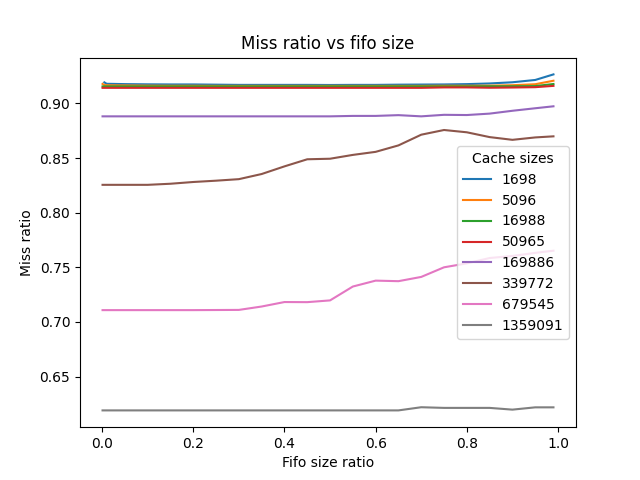 Miss ratio vs fifo size
Miss ratio
0.90
0.85
0.80
0.75
0.70
0.65
Cache sizes
1698
5096
16988
50965
169886
339772
679545
1359091
0.0 0.2 0.4 0.6 0.8 1.0
Fifo size ratio